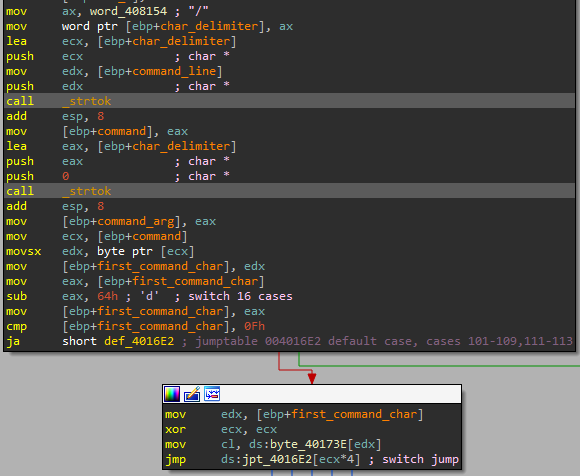 mov     ax, word_408154 ; "/"
mov     word ptr [ebp+char_delimiter], ax
lea     ecx, [ebp+char_delimiter]
push    ecx             ; char *
mov     edx, [ebp+command_line]
push    edx             ; char *
call    _strtok
add     esp, 8
mov     [ebp+command], eax
lea     eax, [ebp+char_delimiter]
push    eax             ; char *
push    0               ; char *
call    _strtok
add     esp, 8
mov     [ebp+command_arg], eax
mov     ecx, [ebp+command]
movsx   edx, byte ptr [ecx]
mov     [ebp+first_command_char], edx
mov     eax, [ebp+first_command_char]
sub     eax, 64h ; 'd'  ; switch 16 cases
mov     [ebp+first_command_char], eax
cmp     [ebp+first_command_char], 0Fh
ja      short def_4016E2 ; jumptable 004016E2 default case, cases 101-109,111-113
mov     edx, [ebp+first_command_char]
xor     ecx, ecx
mov     cl, ds:byte_40173E[edx]
jmp     ds:jpt_4016E2[ecx*4] ; switch jump